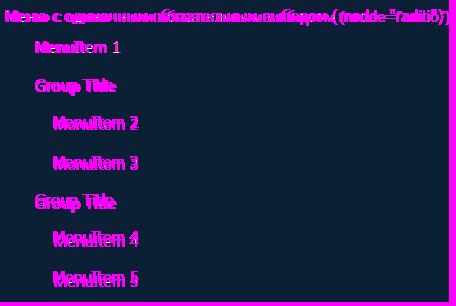 Меню с одиночным обязательным выбором (mode="radio")
MenuItem 1
Group Title
MenuItem 2
MenuItem 3
Group Title
MenuItem 4
MenuItem 5